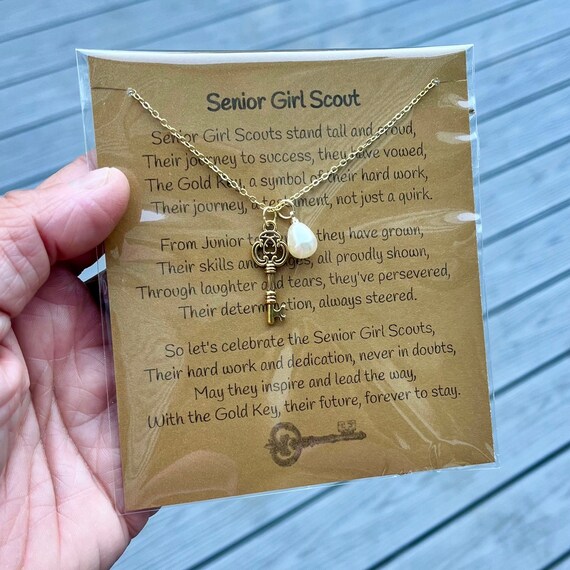 Senior Girl Scout
Senior Girl Scouts stand tall and proud,
Their journey to success, they have vowed,
The Gold Key, a symbol of their hard work,
Their journey, a not just a quirk.
From Junior they have grown,
Their skills and all proudly shown,
Through laughter and tears, they've persevered,
Their determination, always steered.
So let's celebrate the Senior Girl Scouts,
Their hard work and dedication, never in doubts,
May they inspire and lead the way,
With the Gold Key, their future, forever to stay.